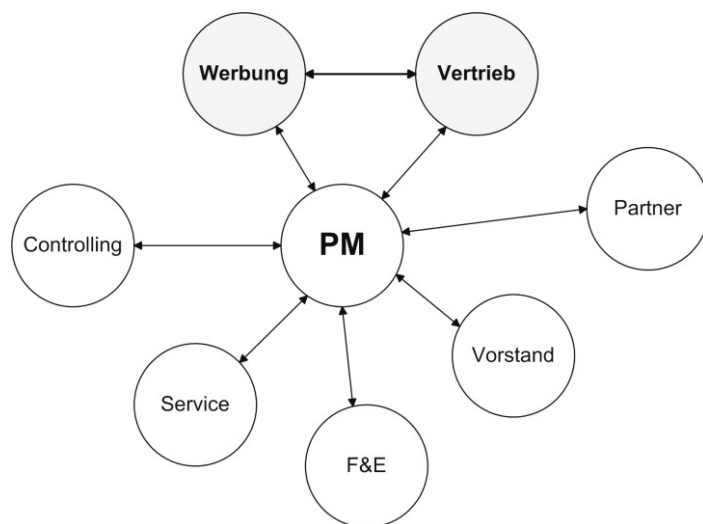 Werbung
Vertrieb
Partner
PM
Controlling
Vorstand
Service
F&E